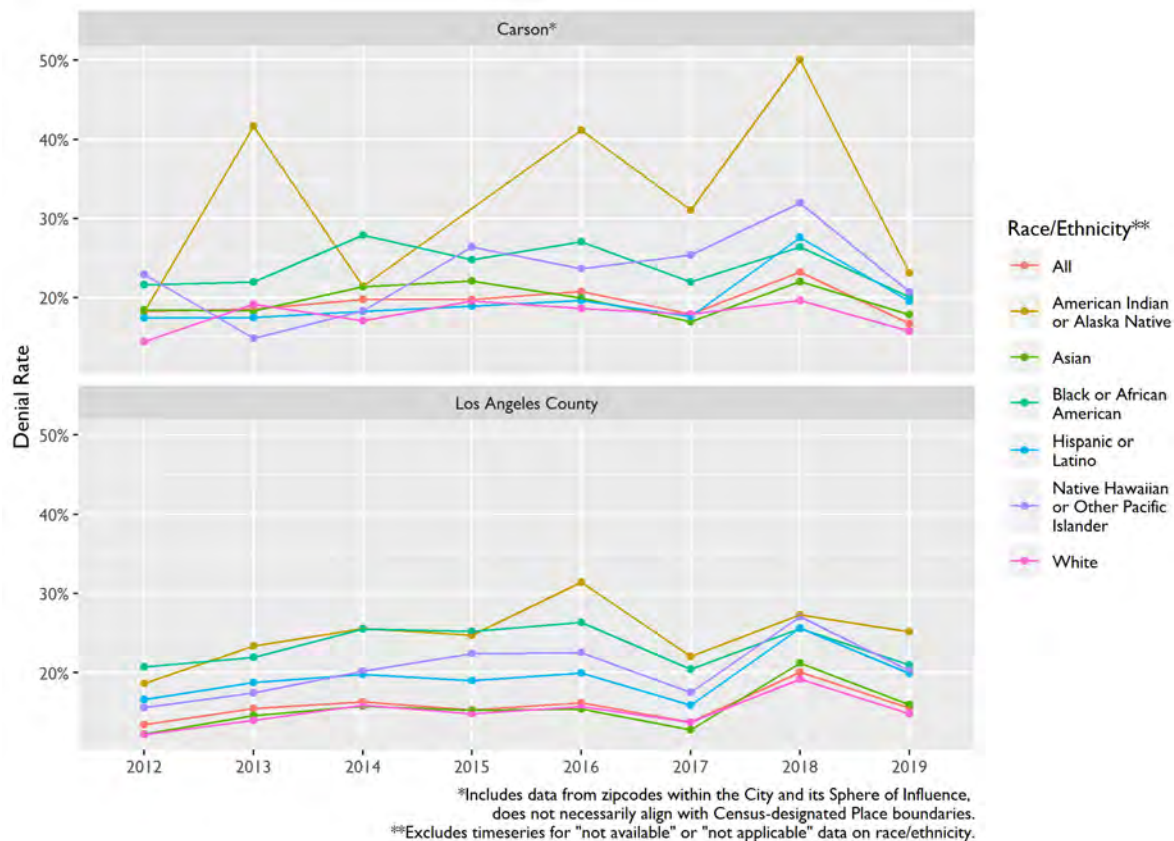 Carson*
50%
40%
30%
20%
Denial Rate
Los Angeles County
50%
40%
30%
20%
2012 2013 2014 2015 2016 2017 2018 2019
Race/Ethnicity**
All
American Indian
or Alaska Native
Asian
Black or African
American
Hispanic or
Latino
Native Hawaiian
or Other Pacific
Islander
White
*Includes data from zipcodes within the City and its Sphere of Influence,
does not necessarily align with Census-designated Place boundaries.
**Excludes timeseries for "not available" or "not applicable" data on race/ethnicity.